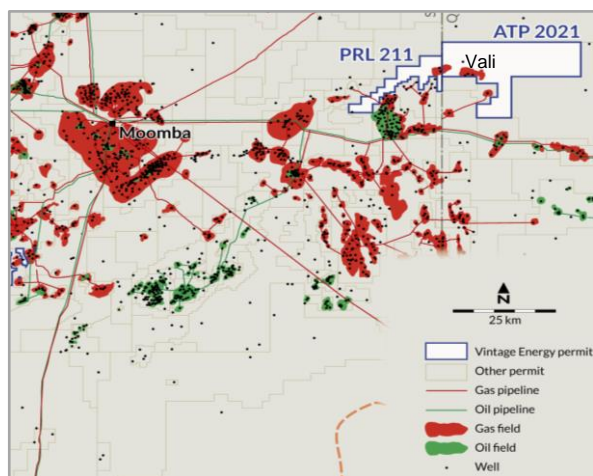 ATP 2021
PRL 211
Vali
Moomba
S
Q
N
25 km
Vintage Energy permit
Other permit
Gas pipeline
Oil pipeline
Gas field
Oil field
Well